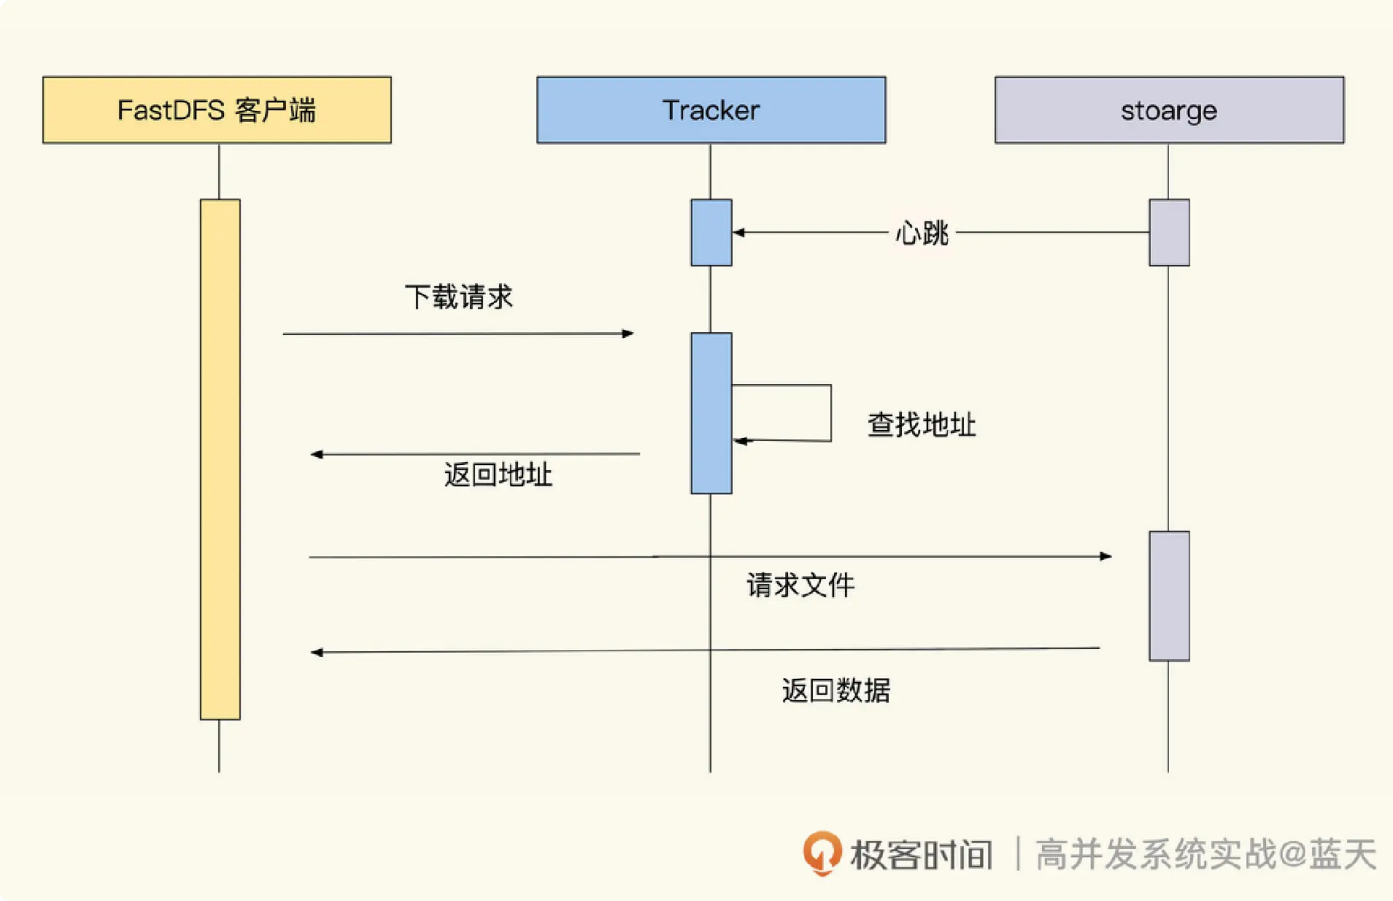 FastDFS 客户端
Tracker
stoarge
心跳
下载请求
查找地址
返回地址
请求文件
返回数据
极客时间 | 高并发系统实战@蓝天